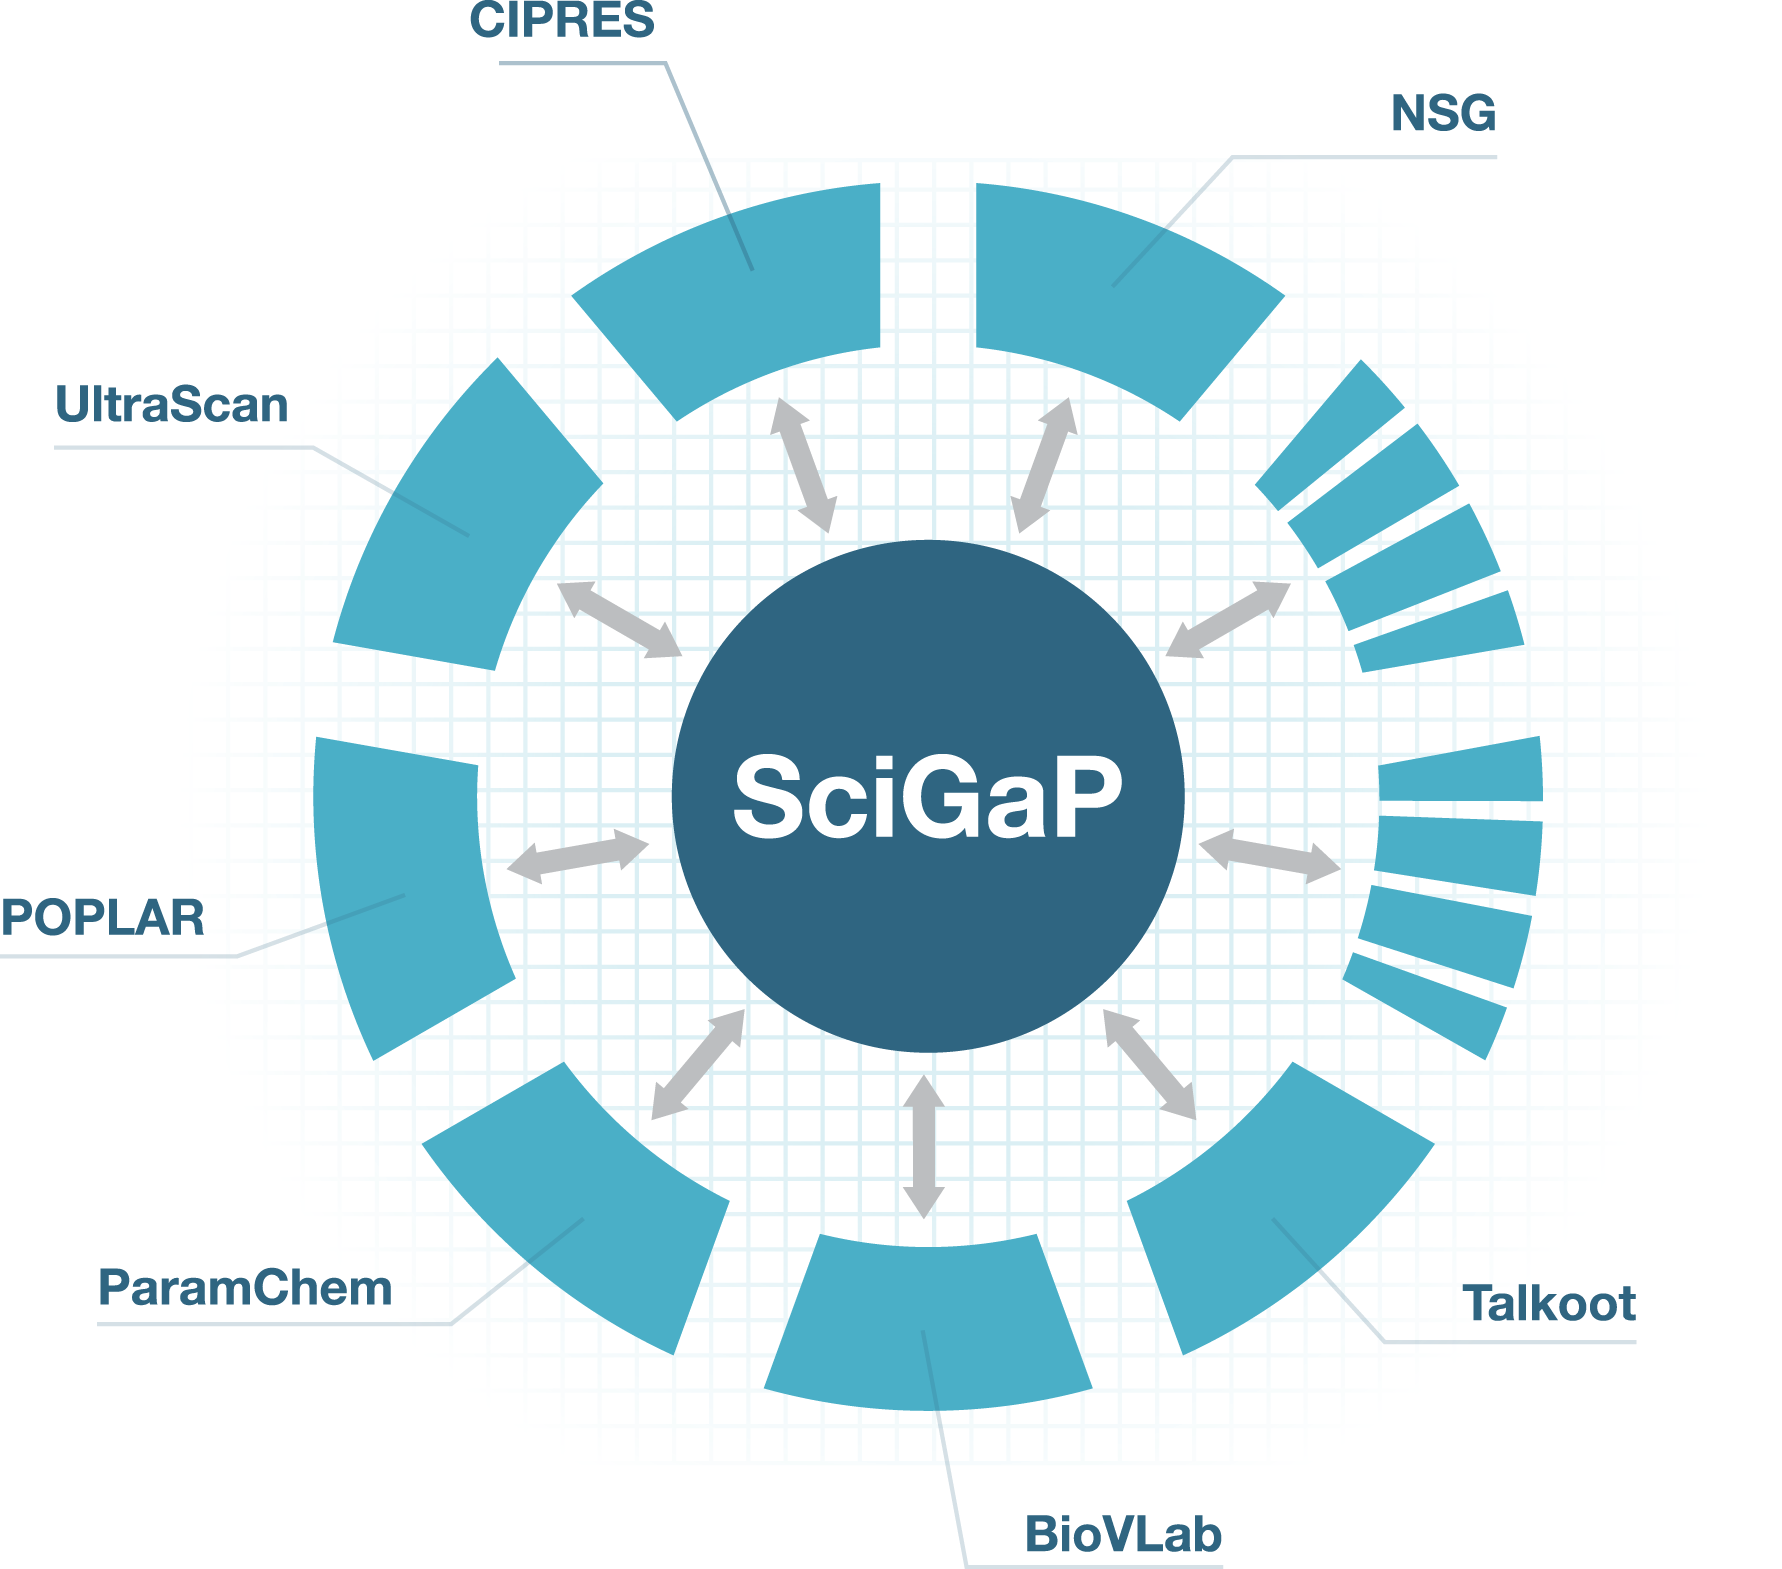 CIPRES
NSG
UltraScan
SciGaP
POPLAR
ParamChem
Talkoot
BioVLab